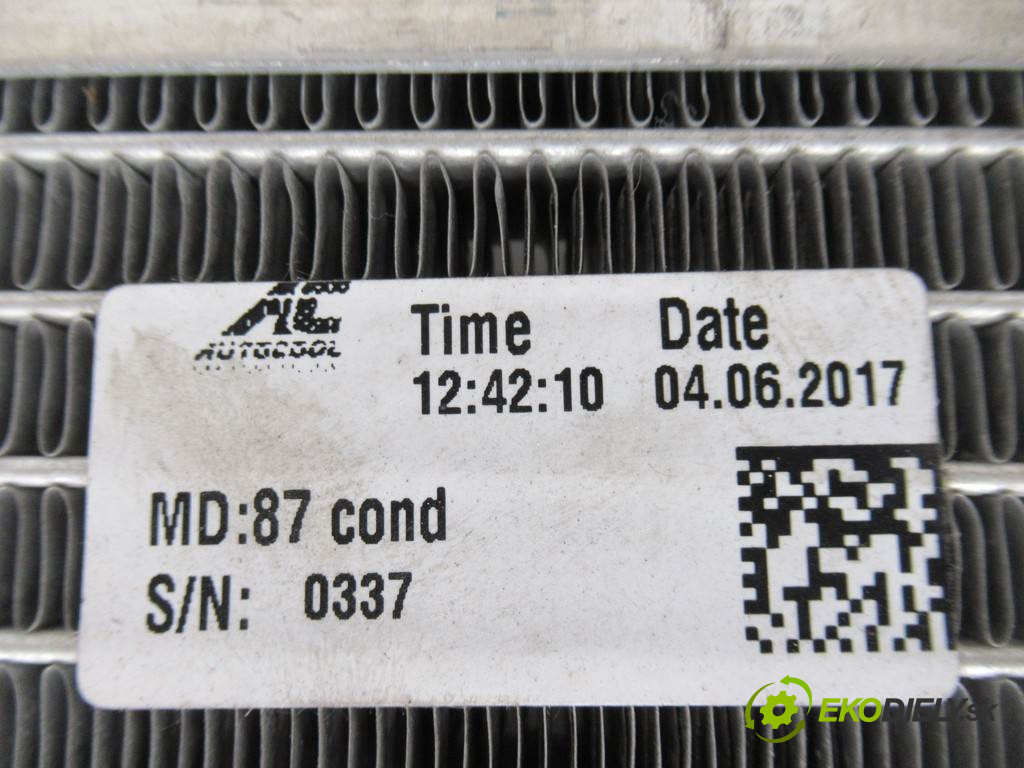 AUTOCOOL
Time Date
12:42:10 04.06.2017
MD:87 cond
S/N: 0337
EKODIELY.sk